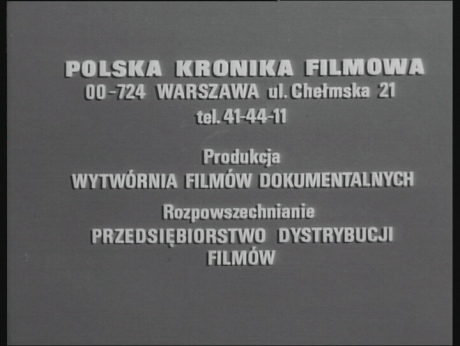 POLSKA KRONIKA FILMOWA
00-724 WARSZAWA ul. Chełmska 21
tel. 41-44-11
Produkcja
WYTWÓRNIA FILMÓW DOKUMENTALNYCH
Rozpowszechnianie
PRZEDSIĘBIORSTWO DYSTRYBUCJI
FILMÓW